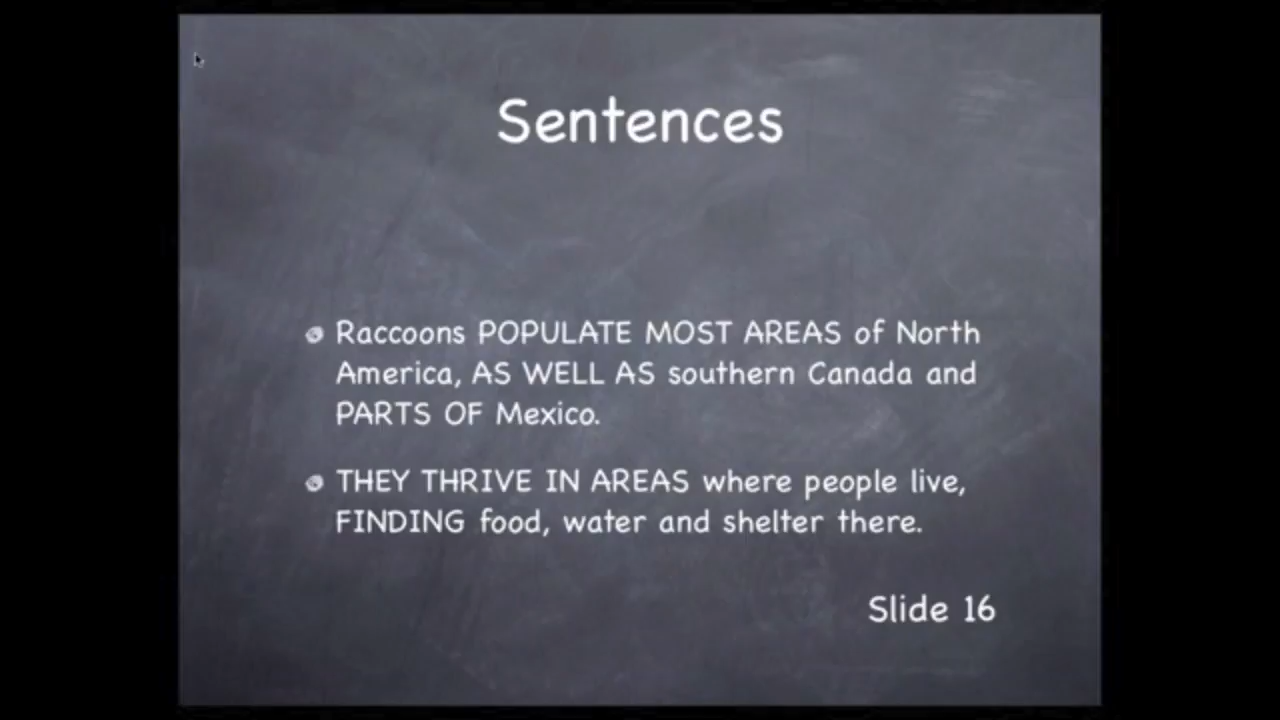 Sentences
Raccoons POPULATE MOST AREAS of North
America, AS WELL AS southern Canada and
PARTS OF Mexico.
THEY THRIVE IN AREAS where people live,
FINDING food, water and shelter there.
Slide 16